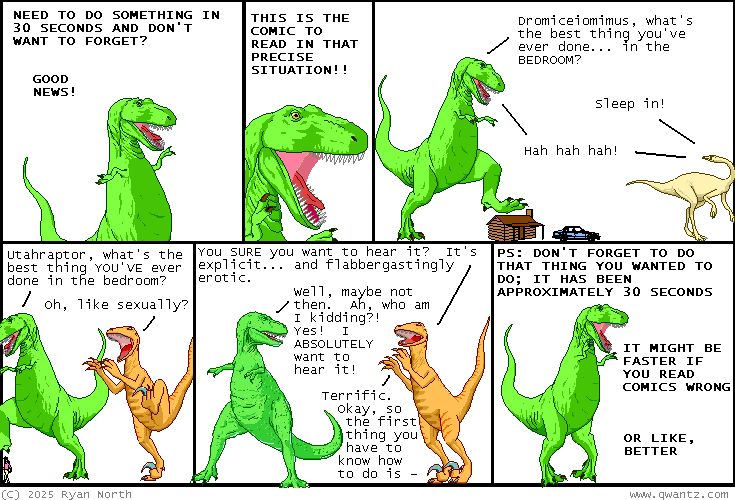 NEED TO DO SOMETHING IN
30 SECONDS AND DON'T
WANT TO FORGET?
GOOD
NEWS!
THIS IS THE
COMIC TO
READ IN THAT
PRECISE
SITUATION!!
Dromiceiomimus, what's
the best thing you've
ever done... in the
BEDROOM?
Sleep in!
Hah hah hah!
Utahraptor, what's the
best thing YOU'VE ever
done in the bedroom?
Oh, like sexually?
You SURE you want to hear it? It's
explicit... and flabbergastingly
erotic.
Well, maybe not
then. Ah, who am
I kidding?!
Yes! I
ABSOLUTELY
want to
hear it!
Terrific.
Okay, so
the first
thing you
have to
know how
to do is -
PS: DON'T FORGET TO DO
THAT THING YOU WANTED TO
DO; IT HAS BEEN
APPROXIMATELY 30 SECONDS
IT MIGHT BE
FASTER IF
YOU READ
COMICS WRONG
OR LIKE,
BETTER
(C) 2025 Ryan North
www.qwantz.com